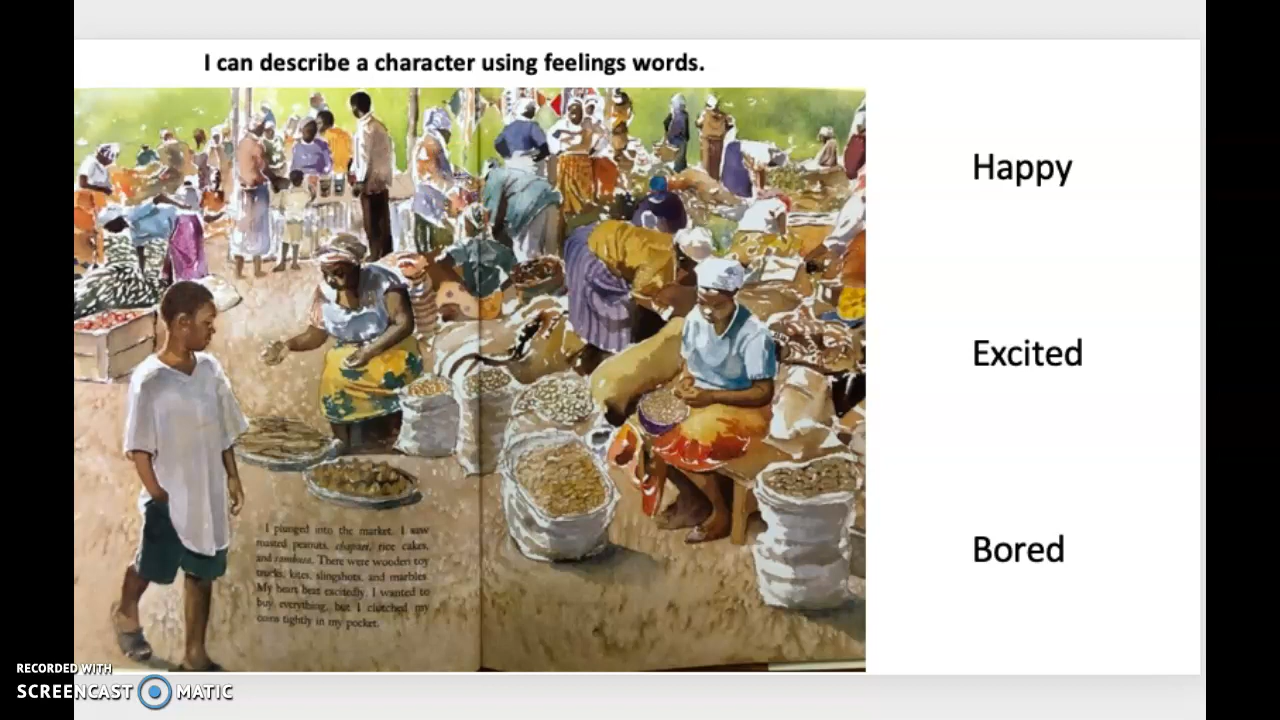 I can describe a character using feelings words.
Happy
Excited
Bored
I plunged into the market. I saw
roasted peanuts, chapati, rice cakes,
and sambusa. There were wooden toy
trucks, kites, slingshots, and marbles.
My heart beat excitedly. I wanted to
buy everything, but I clutched my
coins tightly in my pocket.
RECORDED WITH
SCREENCAST MATIC